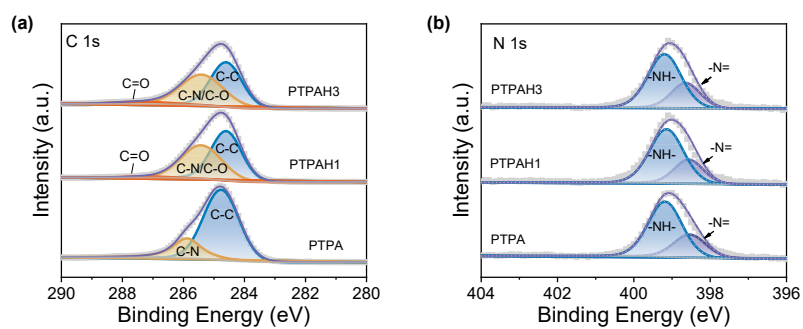 (a)
C 1s
C=O
C-N/C-O
C-C
PTPAH3
C=O
C-N/C-O
C-C
PTPAH1
C-N
C-C
PTPA
Intensity (a.u.)
290 288 286 284 282 280
Binding Energy (eV)
(b)
N 1s
PTPAH3
-NH-
-N=
PTPAH1
-NH-
-N=
PTPA
-NH-
-N=
Intensity (a.u.)
404 402 400 398 396
Binding Energy (eV)